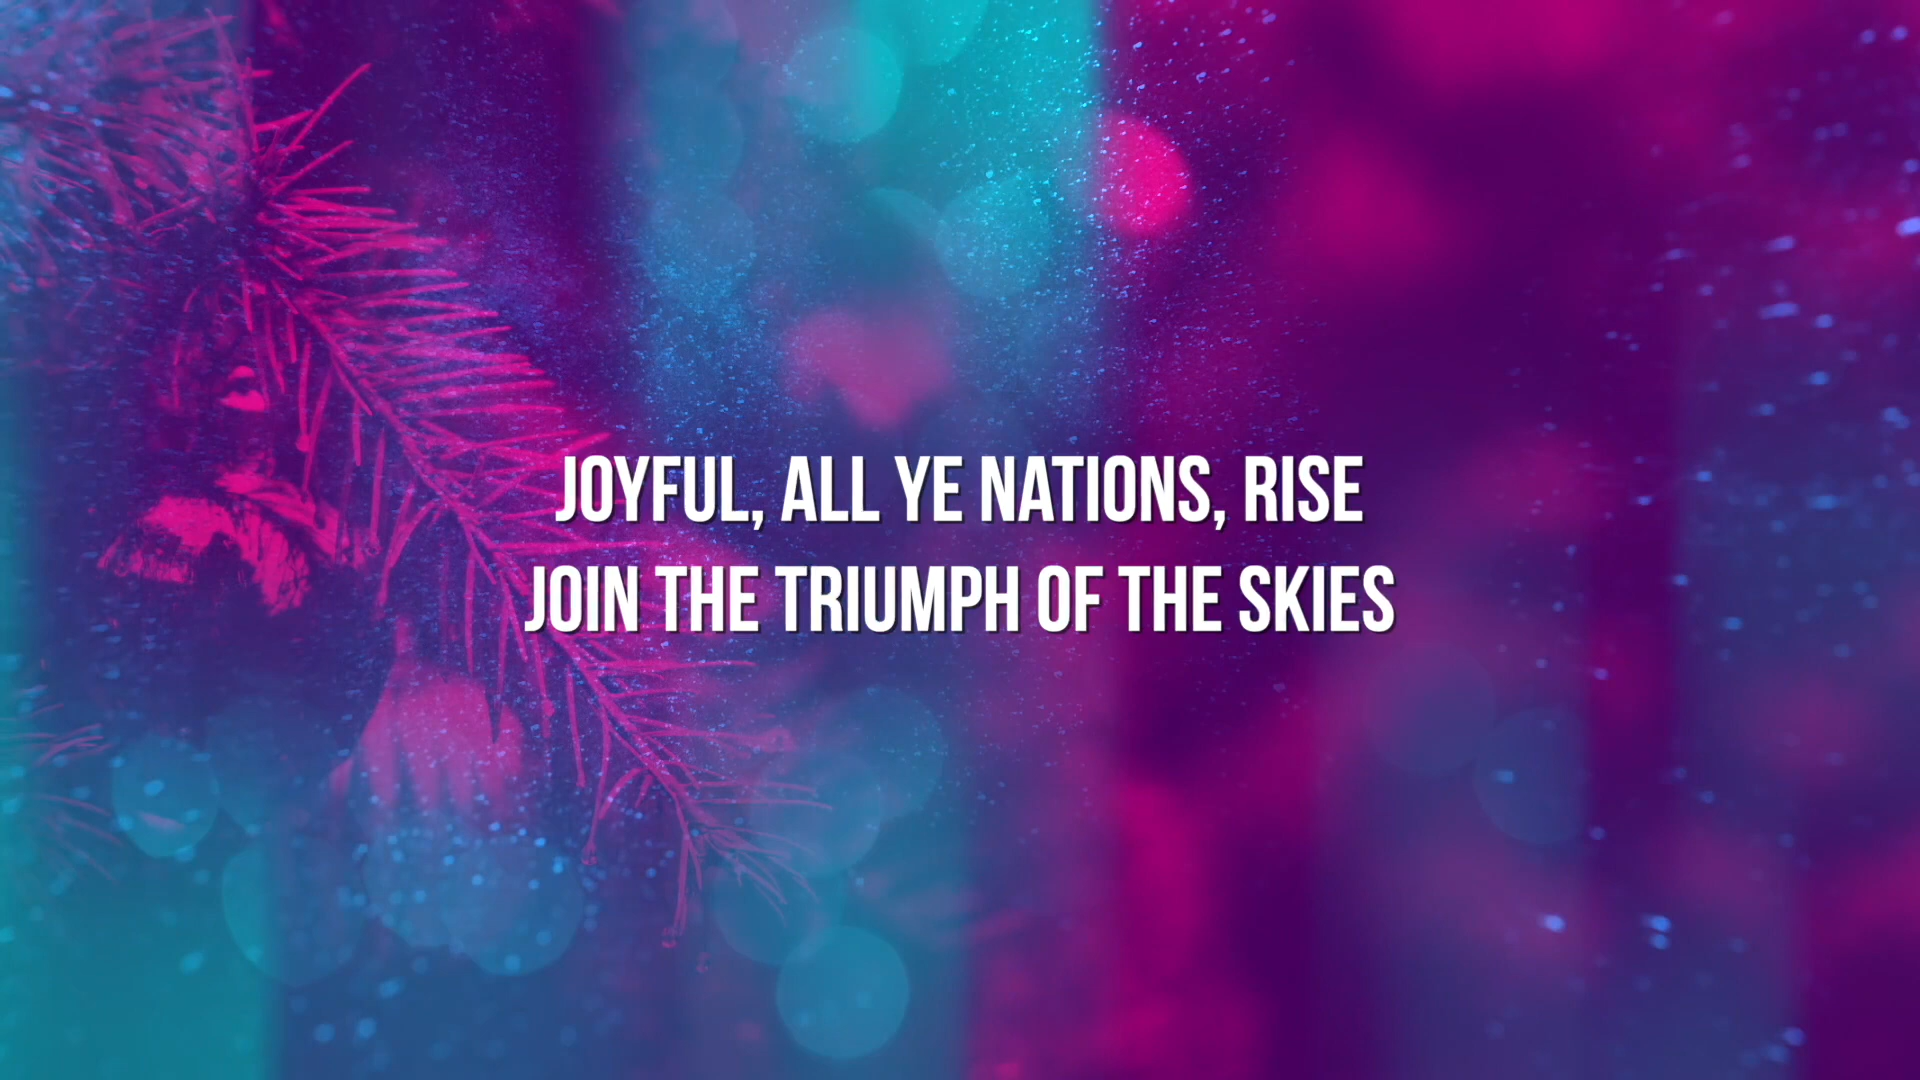 JOYFUL, ALL YE NATIONS, RISE
JOIN THE TRIUMPH OF THE SKIES